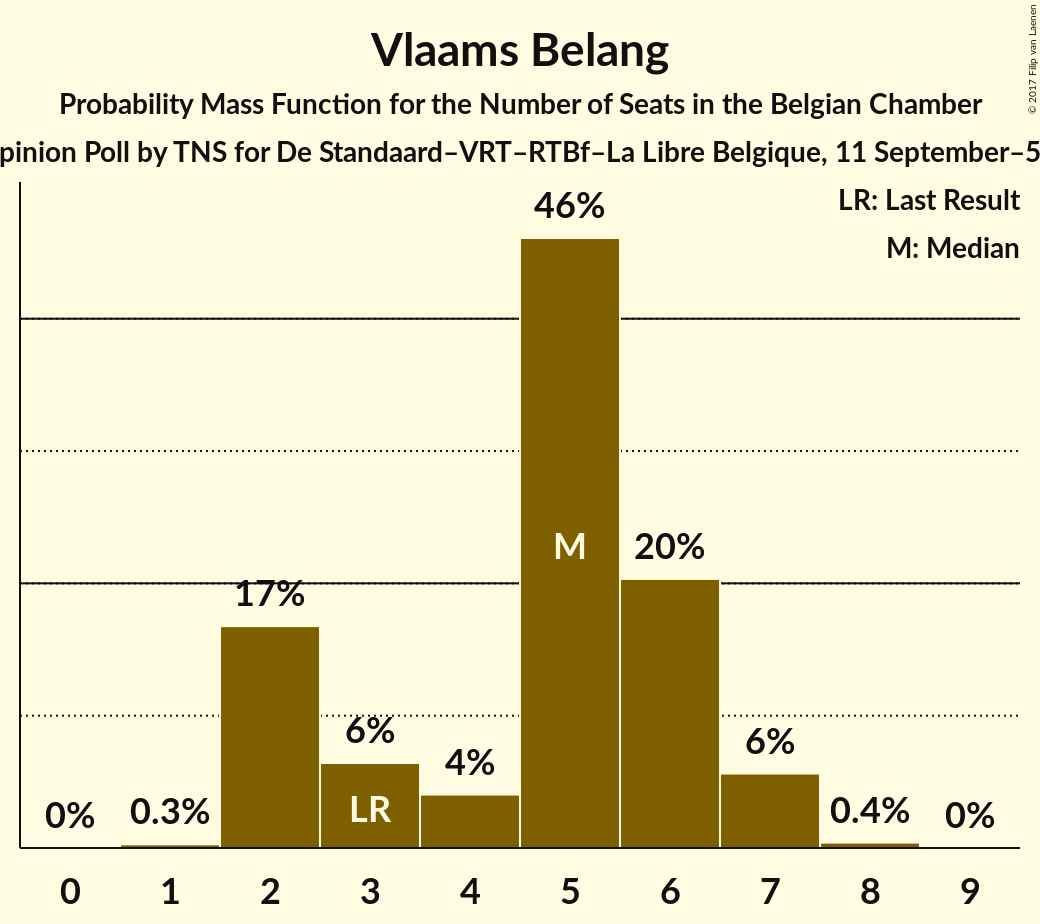 Vlaams Belang
Probability Mass Function for the Number of Seats in the Belgian Chamber
pinion Poll by TNS for De Standaard–VRT–RTBf–La Libre Belgique, 11 September–5
© 2017 Filip van Laenen
LR: Last Result
M: Median
46%
M
20%
17%
6%
LR
4%
6%
0%
0.3%
0.4%
0%
0 1 2 3 4 5 6 7 8 9